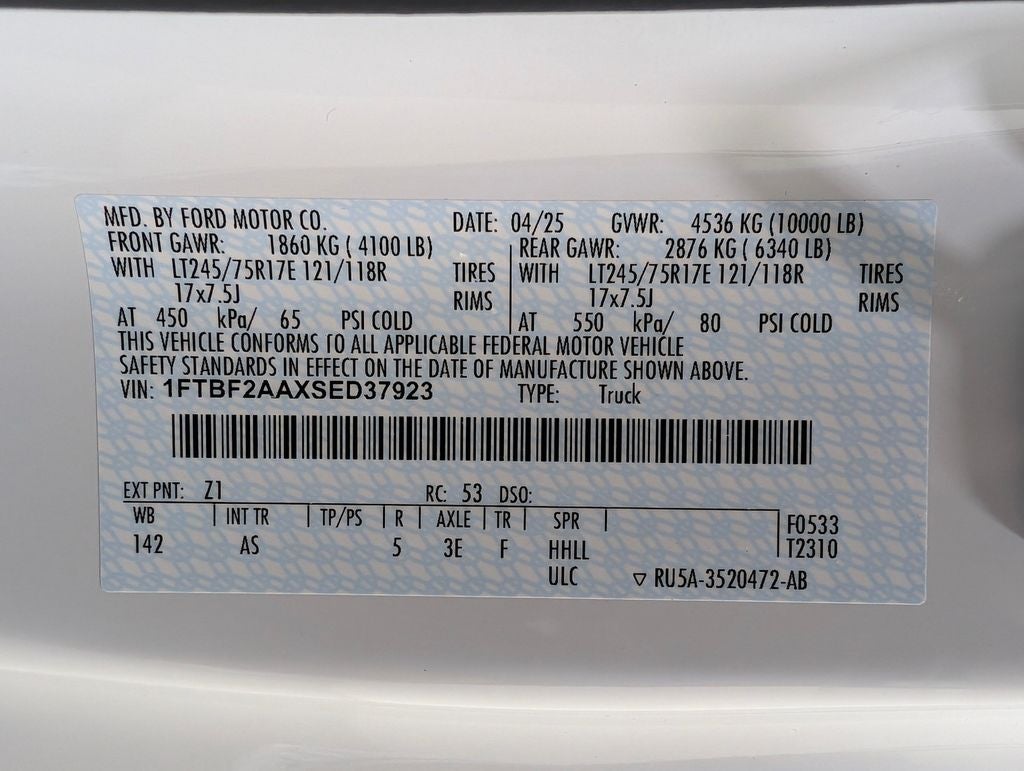 MFD. BY FORD MOTOR CO. DATE: 04/25 GVWR: 4536 KG (10000 LB)
FRONT GAWR: 1860 KG ( 4100 LB) REAR GAWR: 2876 KG ( 6340 LB)
WITH LT245/75R17E 121/118R TIRES WITH LT245/75R17E 121/118R TIRES
17x7.5J RIMS 17x7.5J RIMS
AT 450 kPa/ 65 PSI COLD AT 550 kPa/ 80 PSI COLD
THIS VEHICLE CONFORMS TO ALL APPLICABLE FEDERAL MOTOR VEHICLE
SAFETY STANDARDS IN EFFECT ON THE DATE OF MANUFACTURE SHOWN ABOVE.
VIN: 1FTBF2AAXSED37923 TYPE: Truck
EXT PNT: Z1 RC: 53 DSO:
WB INT TR TP/PS R AXLE TR SPR F0533
142 AS 5 3E F HHLL T2310
ULC ▽ RU5A-3520472-AB